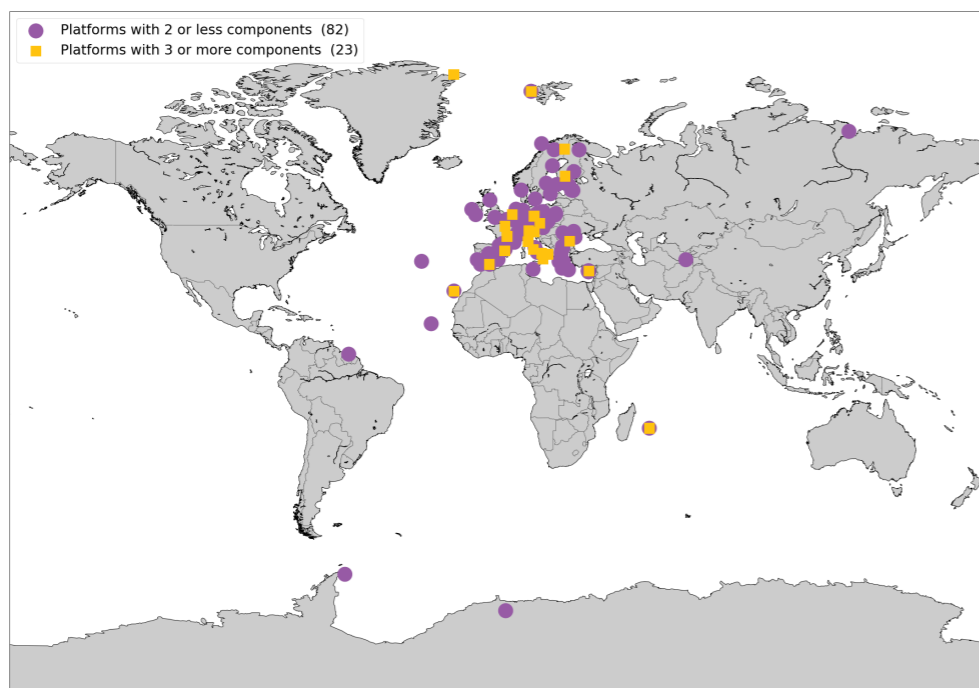 Platforms with 2 or less components (82)
Platforms with 3 or more components (23)